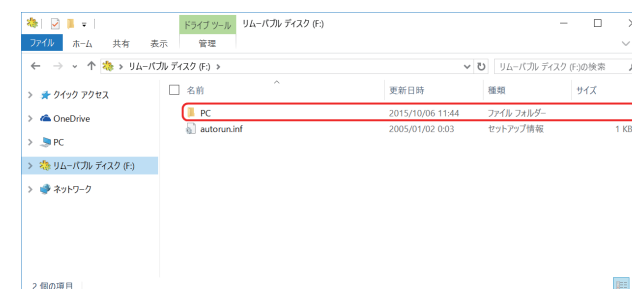 ドライブ ツール リムーバブル ディスク (F:)
ファイル ホーム 共有 表示 管理
リムーバブル ディスク (F:) リムーバブル ディスク (F:)の検索
名前 更新日時 種類 サイズ
クイック アクセス
PC 2015/10/06 11:44 ファイル フォルダー
OneDrive
autorun.inf 2005/01/02 0:03 セットアップ情報 1 KB
PC
リムーバブル ディスク (F:)
ネットワーク
2 個の項目